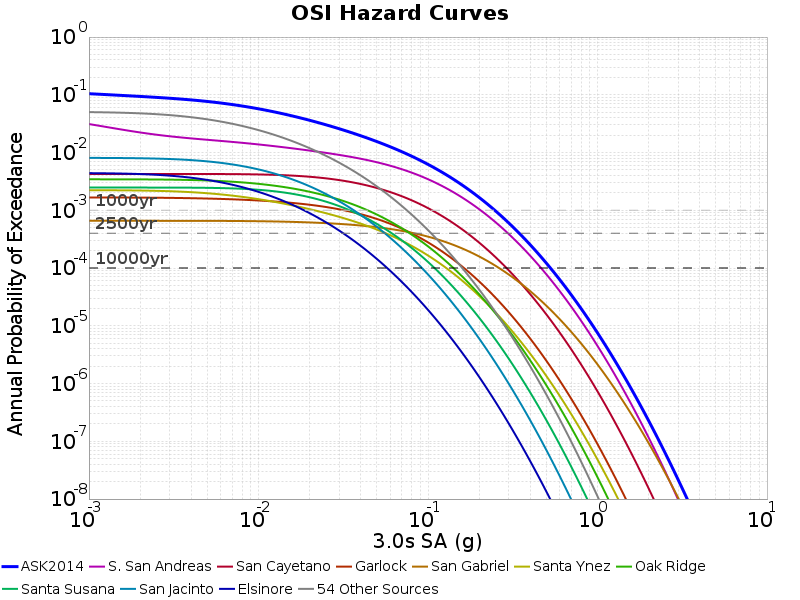 OSI Hazard Curves
Annual Probability of Exceedance
10^0
10^-1
10^-2
10^-3
10^-4
10^-5
10^-6
10^-7
10^-8
1000yr
2500yr
10000yr
10^-3 10^-2 10^-1 10^0 10^1
3.0s SA (g)
ASK2014 S. San Andreas San Cayetano Garlock San Gabriel Santa Ynez Oak Ridge
Santa Susana San Jacinto Elsinore 54 Other Sources